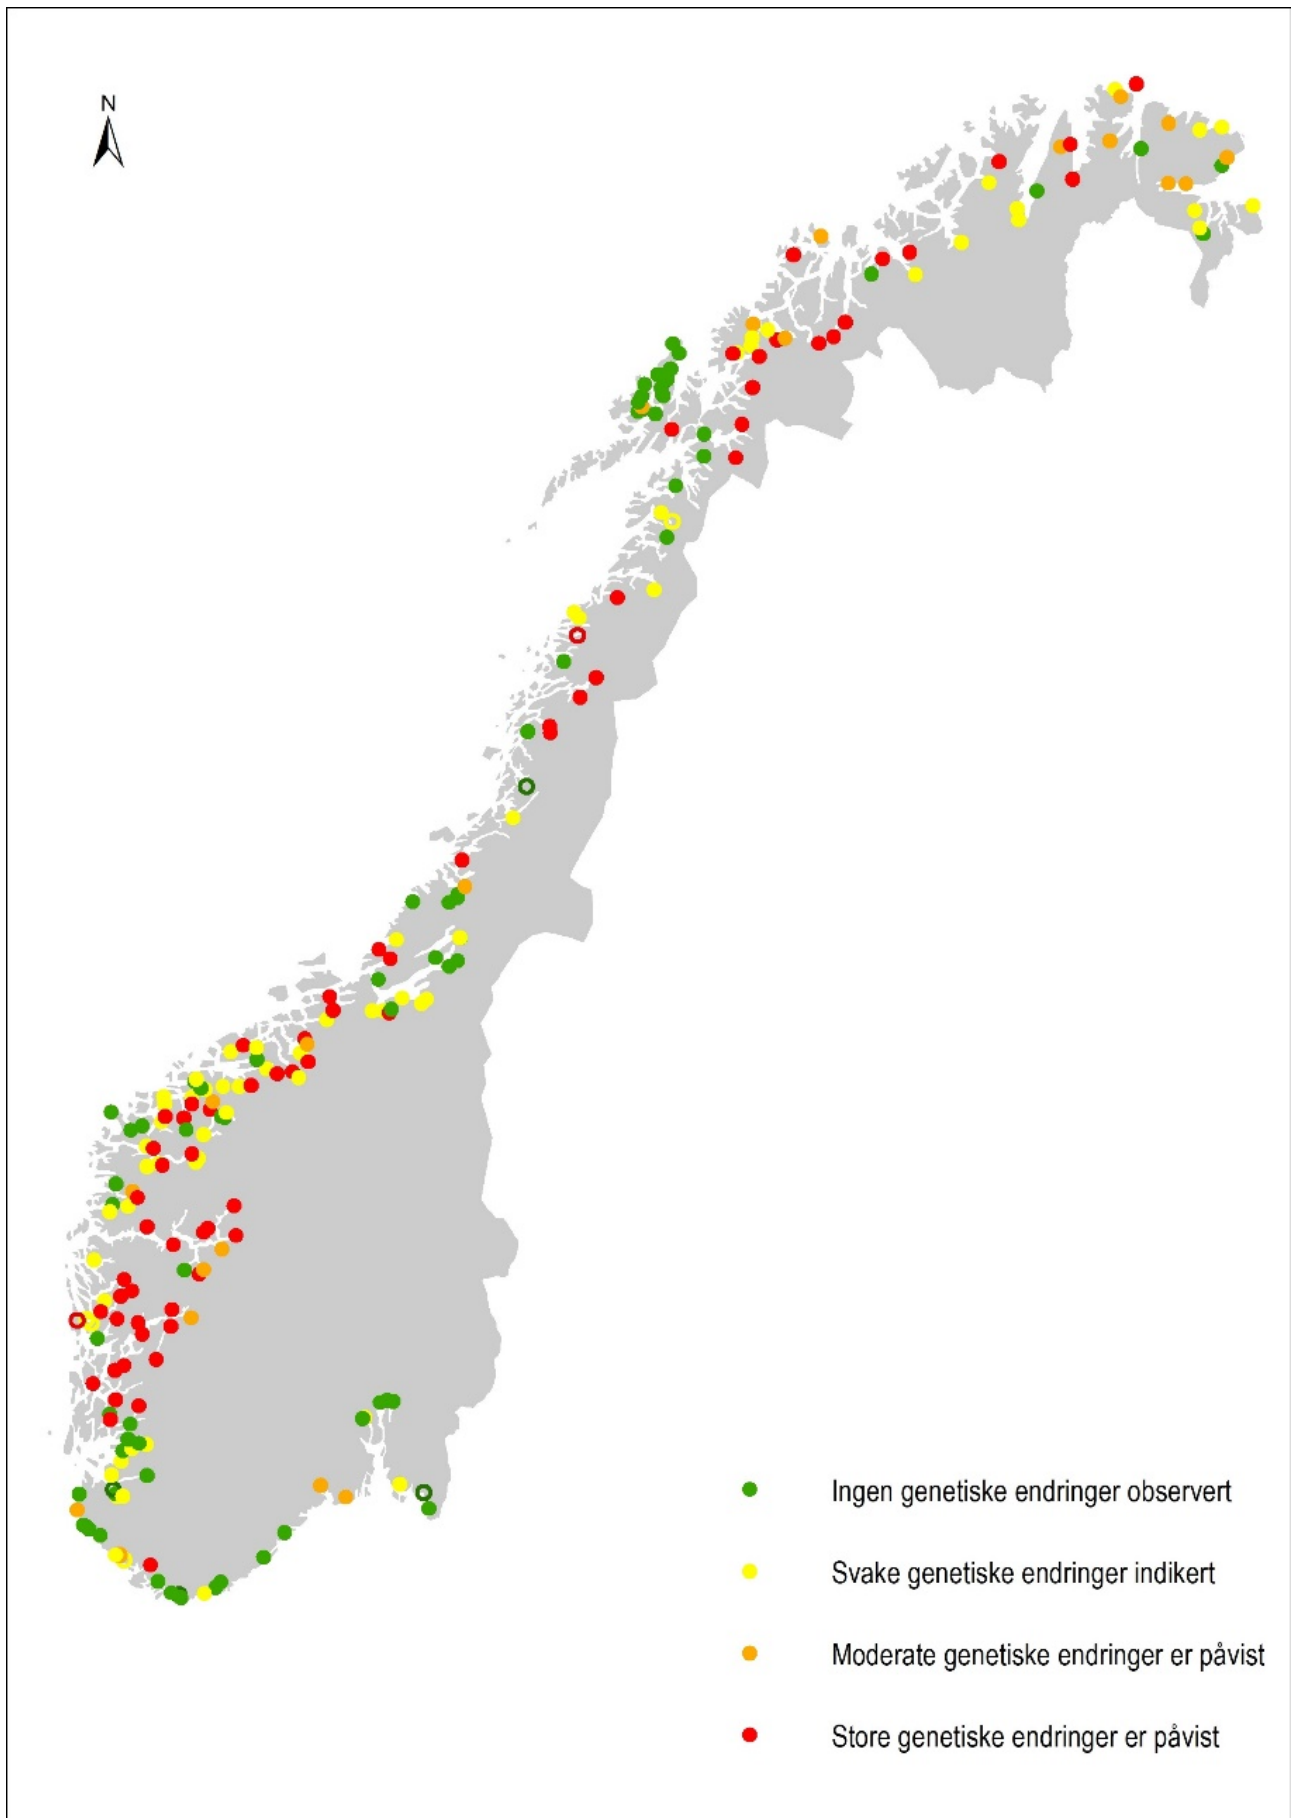 N
Ingen genetiske endringer observert
Svake genetiske endringer indikert
Moderate genetiske endringer er påvist
Store genetiske endringer er påvist